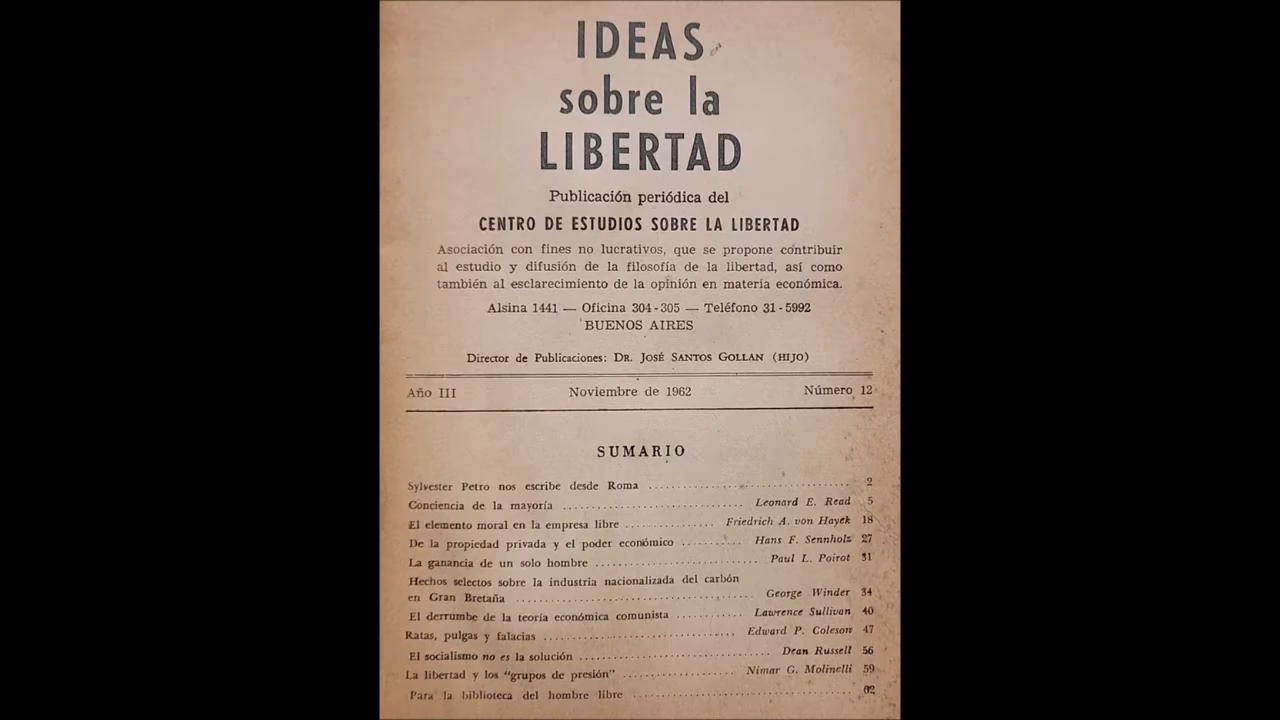 IDEAS
sobre la
LIBERTAD
Publicación periódica del
CENTRO DE ESTUDIOS SOBRE LA LIBERTAD
Asociación con fines no lucrativos, que se propone contribuir
al estudio y difusión de la filosofía de la libertad, así como
también al esclarecimiento de la opinión en materia económica.
Alsina 1441 — Oficina 304-305 — Teléfono 31-5992
BUENOS AIRES
Director de Publicaciones: DR. JOSÉ SANTOS GOLLAN (HIJO)
Año III Noviembre de 1962 Número 12
SUMARIO
Sylvester Petro nos escribe desde Roma .......... 2
Conciencia de la mayoría .......... Leonard E. Read 5
El elemento moral en la empresa libre .......... Friedrich A. von Hayek 18
De la propiedad privada y el poder económico .......... Hans F. Sennholz 27
La ganancia de un solo hombre .......... Paul L. Poirot 31
Hechos selectos sobre la industria nacionalizada del carbón
en Gran Bretaña .......... George Winder 34
El derrumbe de la teoría económica comunista .......... Lawrence Sullivan 40
Ratas, pulgas y falacias .......... Edward P. Coleson 47
El socialismo no es la solución .......... Dean Russell 56
La libertad y los "grupos de presión" .......... Nimar G. Molinelli 59
Para la biblioteca del hombre libre .......... 62